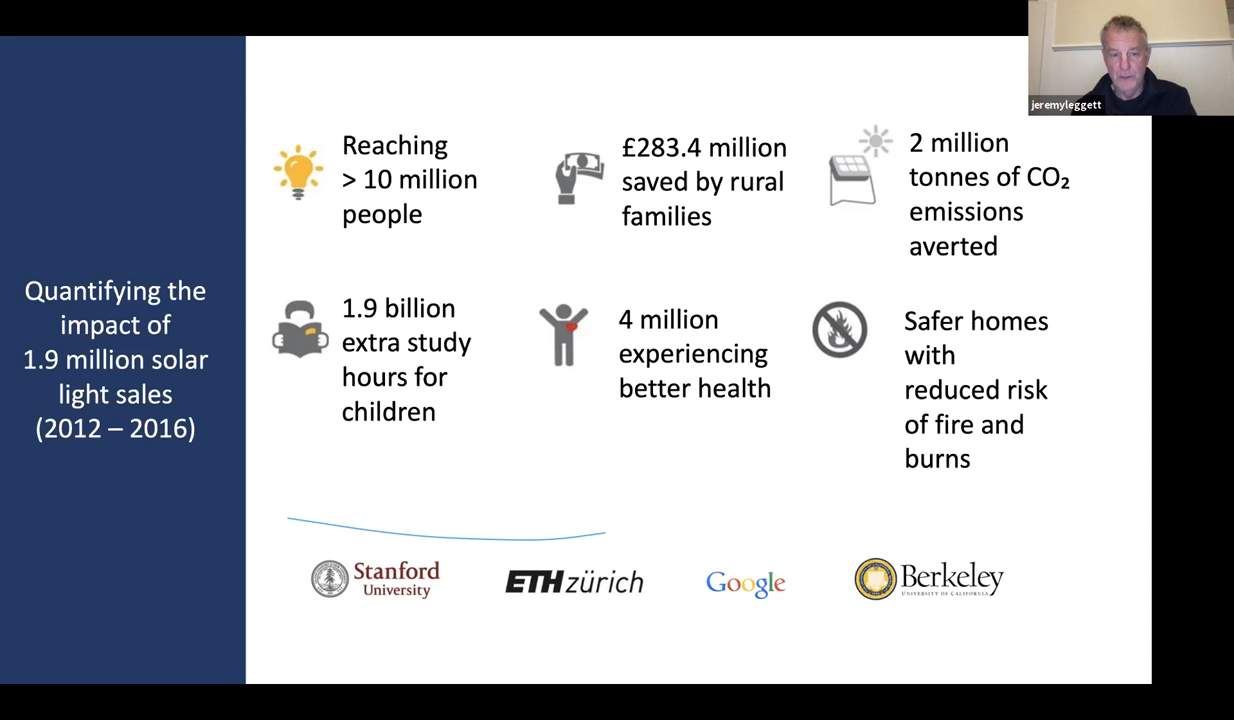 jeremyleggett
Quantifying the
impact of
1.9 million solar
light sales
(2012 – 2016)
Reaching
> 10 million
people
£283.4 million
saved by rural
families
2 million
tonnes of CO₂
emissions
averted
1.9 billion
extra study
hours for
children
4 million
experiencing
better health
Safer homes
with
reduced risk
of fire and
burns
Stanford
University
ETH zürich
Google
Berkeley
UNIVERSITY OF CALIFORNIA